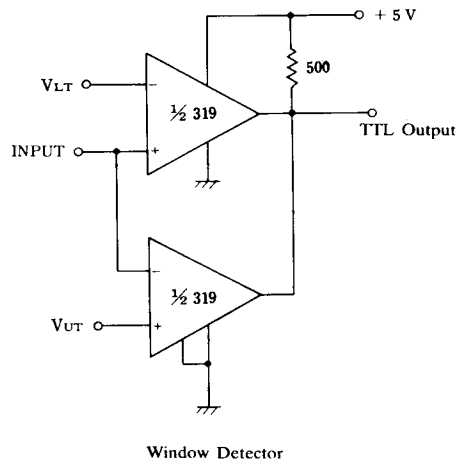 + 5 V
500
VLT
-
½ 319
TTL Output
INPUT
+
-
½ 319
VUT
+
Window Detector